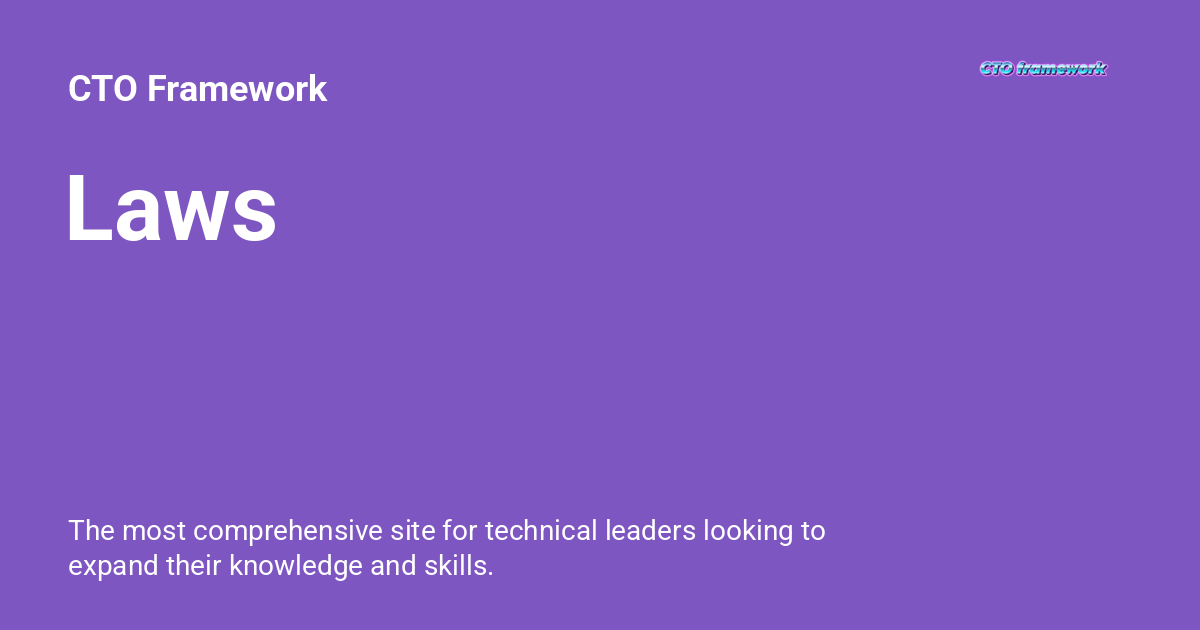 CTO Framework
CTO framework
Laws
The most comprehensive site for technical leaders looking to
expand their knowledge and skills.